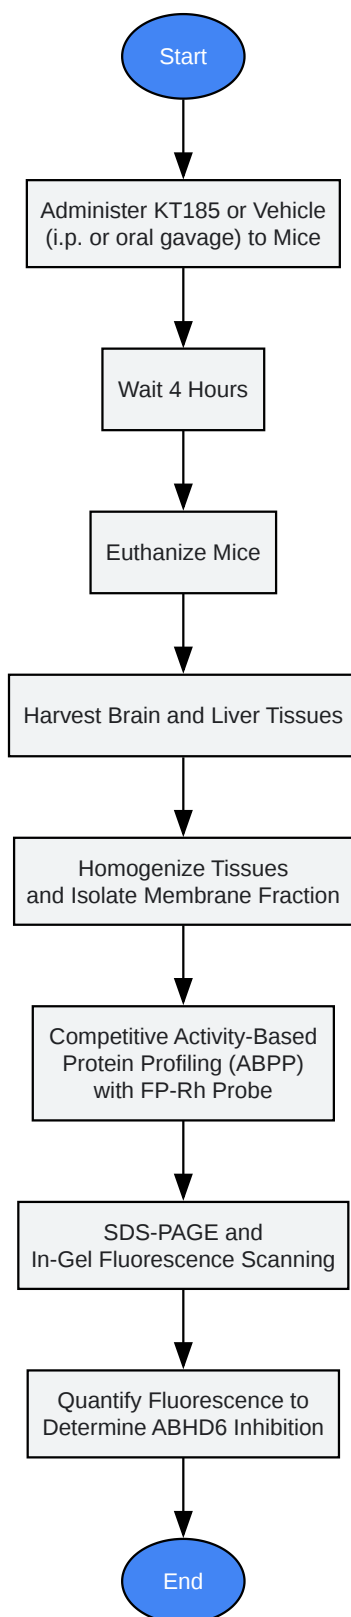 Start
Administer KT185 or Vehicle
(i.p. or oral gavage) to Mice
Wait 4 Hours
Euthanize Mice
Harvest Brain and Liver Tissues
Homogenize Tissues
and Isolate Membrane Fraction
Competitive Activity-Based
Protein Profiling (ABPP)
with FP-Rh Probe
SDS-PAGE and
In-Gel Fluorescence Scanning
Quantify Fluorescence to
Determine ABHD6 Inhibition
End